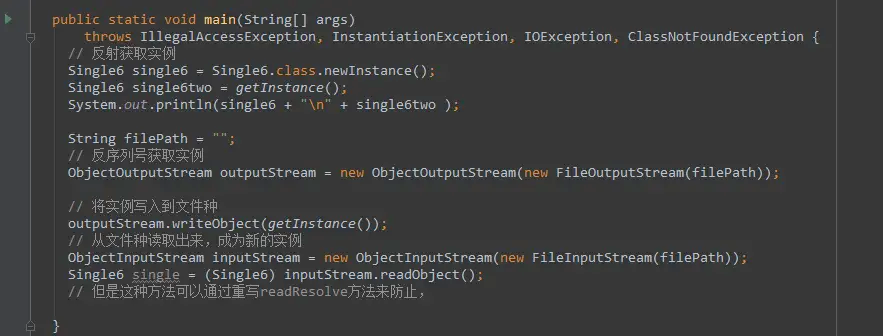 public static void main(String[] args)
throws IllegalAccessException, InstantiationException, IOException, ClassNotFoundException {
// 反射获取实例
Single6 single6 = Single6.class.newInstance();
Single6 single6two = getInstance();
System.out.println(single6 + "\n" + single6two );
String filePath = "";
// 反序列号获取实例
ObjectOutputStream outputStream = new ObjectOutputStream(new FileOutputStream(filePath));
// 将实例写入到文件种
outputStream.writeObject(getInstance());
// 从文件种读取出来，成为新的实例
ObjectInputStream inputStream = new ObjectInputStream(new FileInputStream(filePath));
Single6 single = (Single6) inputStream.readObject();
// 但是这种方法可以通过重写readResolve方法来防止，
}